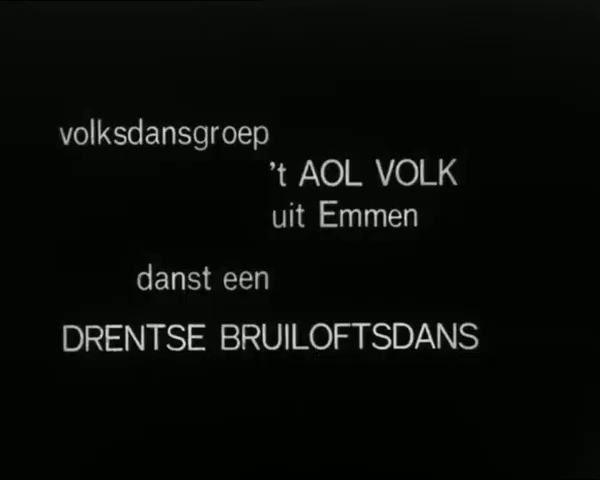 volksdansgroep
't AOL VOLK
uit Emmen
danst een
DRENTSE BRUILOFTSDANS